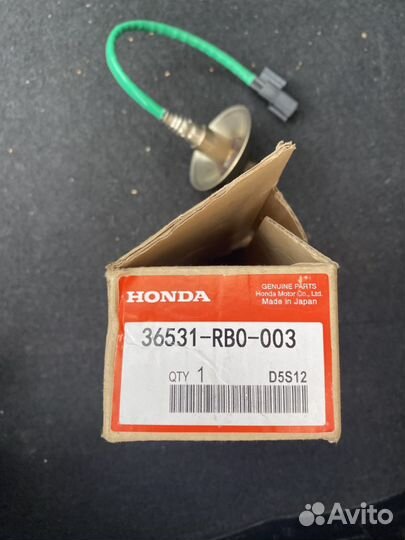 HONDA
GENUINE PARTS
Honda Motor Co., Ltd.
Made in Japan
36531-RB0-003
QTY 1
D5S12
Avito